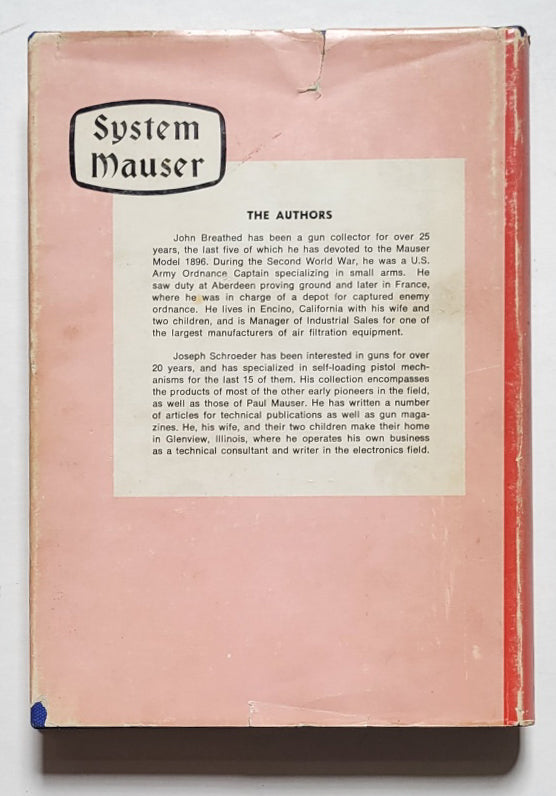 System
Mauser
THE AUTHORS
John Breathed has been a gun collector for over 25
years, the last five of which he has devoted to the Mauser
Model 1896. During the Second World War, he was a U.S.
Army Ordnance Captain specializing in small arms. He
saw duty at Aberdeen proving ground and later in France,
where he was in charge of a depot for captured enemy
ordnance. He lives in Encino, California with his wife and
two children, and is Manager of Industrial Sales for one of
the largest manufacturers of air filtration equipment.
Joseph Schroeder has been interested in guns for over
20 years, and has specialized in self-loading pistol mech-
anisms for the last 15 of them. His collection encompasses
the products of most of the other early pioneers in the field,
as well as those of Paul Mauser. He has written a number
of articles for technical publications as well as gun maga-
zines. He, his wife, and their two children make their home
in Glenview, Illinois, where he operates his own business
as a technical consultant and writer in the electronics field.